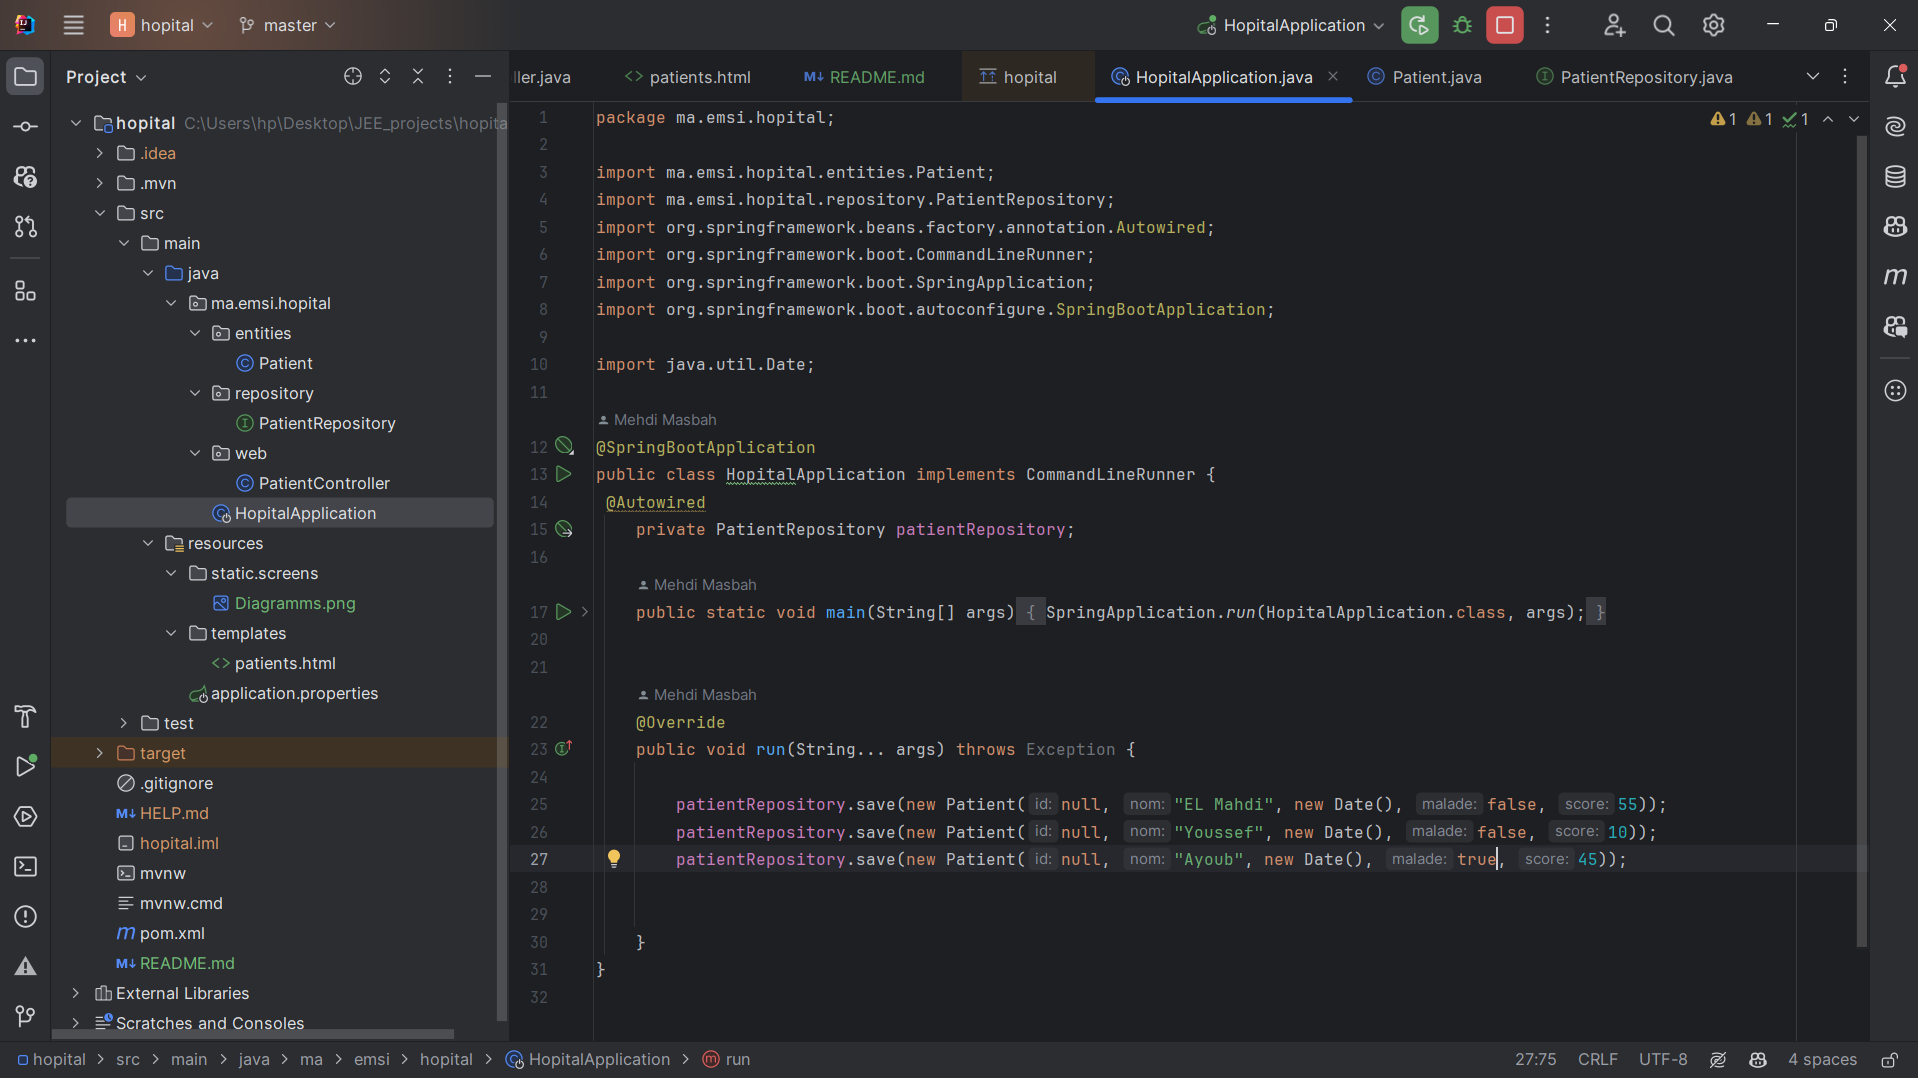 H hopital master HopitalApplication
Project
ller.java patients.html M↓ README.md hopital HopitalApplication.java Patient.java PatientRepository.java
hopital C:\Users\hp\Desktop\JEE_projects\hopita
.idea
.mvn
src
main
java
ma.emsi.hopital
entities
Patient
repository
PatientRepository
web
PatientController
HopitalApplication
resources
static.screens
Diagramms.png
templates
patients.html
application.properties
test
target
.gitignore
M↓ HELP.md
hopital.iml
mvnw
mvnw.cmd
m pom.xml
M↓ README.md
External Libraries
Scratches and Consoles
1 package ma.emsi.hopital;
1 1 1
2
3 import ma.emsi.hopital.entities.Patient;
4 import ma.emsi.hopital.repository.PatientRepository;
5 import org.springframework.beans.factory.annotation.Autowired;
6 import org.springframework.boot.CommandLineRunner;
7 import org.springframework.boot.SpringApplication;
8 import org.springframework.boot.autoconfigure.SpringBootApplication;
9
10 import java.util.Date;
11
Mehdi Masbah
12 @SpringBootApplication
13 public class HopitalApplication implements CommandLineRunner {
14 @Autowired
15 private PatientRepository patientRepository;
16
Mehdi Masbah
17 public static void main(String[] args) { SpringApplication.run(HopitalApplication.class, args); }
20
21
Mehdi Masbah
22 @Override
23 public void run(String... args) throws Exception {
24
25 patientRepository.save(new Patient( id: null, nom: "EL Mahdi", new Date(), malade: false, score: 55));
26 patientRepository.save(new Patient( id: null, nom: "Youssef", new Date(), malade: false, score: 10));
27 patientRepository.save(new Patient( id: null, nom: "Ayoub", new Date(), malade: true, score: 45));
28
29
30 }
31 }
32
m
hopital > src > main > java > ma > emsi > hopital > HopitalApplication > m run 27:75 CRLF UTF-8 4 spaces